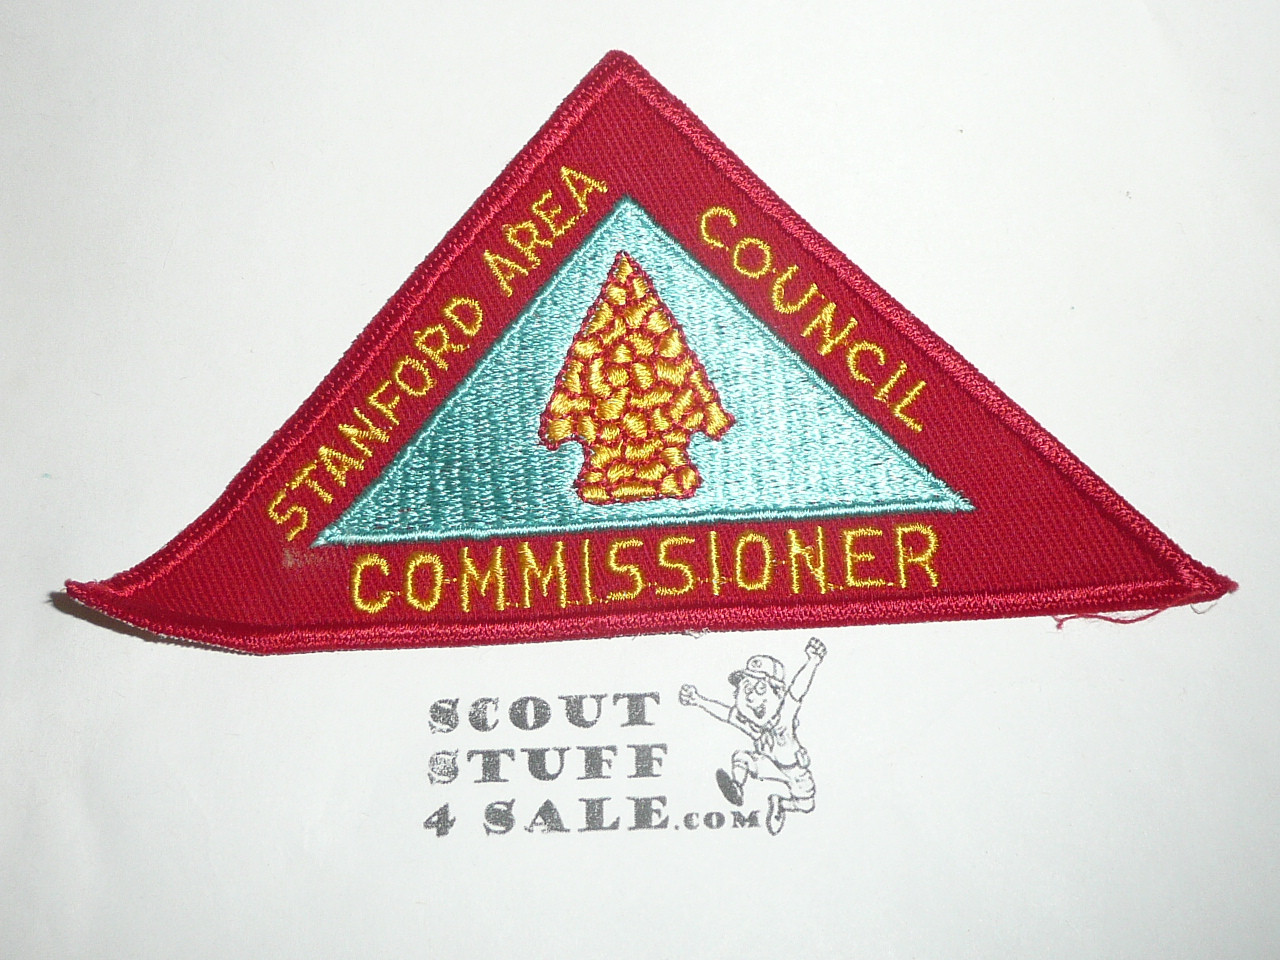 STANFORD AREA
COUNCIL
COMMISSIONER
SCOUT
STUFF
4 SALE.COM